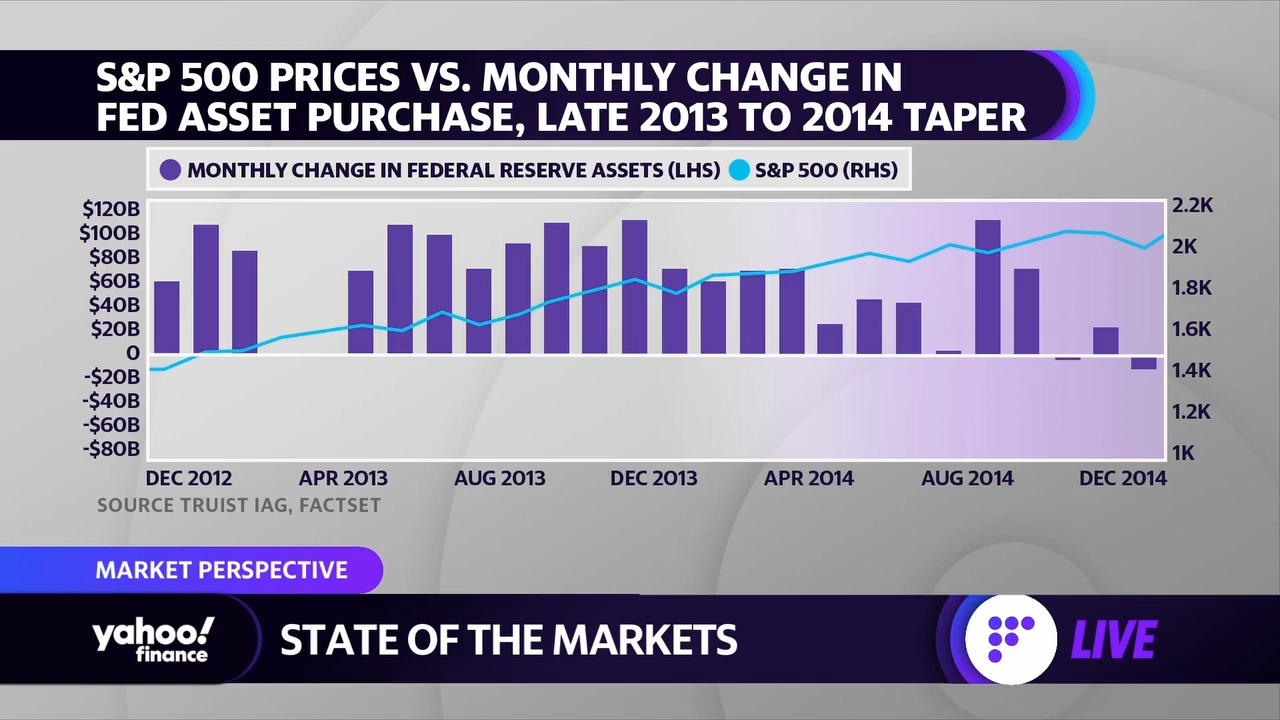 S&P 500 PRICES VS. MONTHLY CHANGE IN
FED ASSET PURCHASE, LATE 2013 TO 2014 TAPER
MONTHLY CHANGE IN FEDERAL RESERVE ASSETS (LHS) S&P 500 (RHS)
$120B
$100B
$80B
$60B
$40B
$20B
0
-$20B
-$40B
-$60B
-$80B
2.2K
2K
1.8K
1.6K
1.4K
1.2K
1K
DEC 2012 APR 2013 AUG 2013 DEC 2013 APR 2014 AUG 2014 DEC 2014
SOURCE TRUIST IAG, FACTSET
MARKET PERSPECTIVE
yahoo!
finance
STATE OF THE MARKETS
LIVE